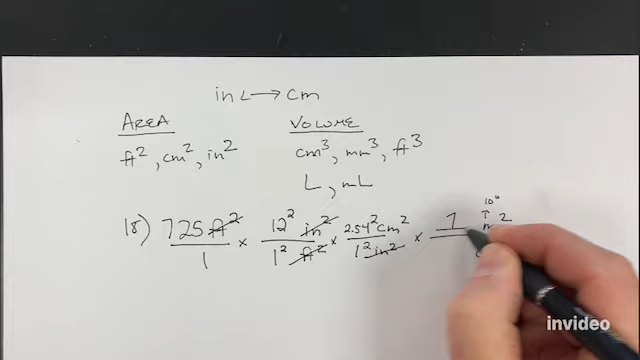 in ⟷ cm
AREA
ft², cm², in²
VOLUME
cm³, mm³, ft³
L, mL
18) 725 ft²/1 × 12² in²/1² ft² × 2.54² cm²/1² in² × 1
10⁰
↑
2
invideo